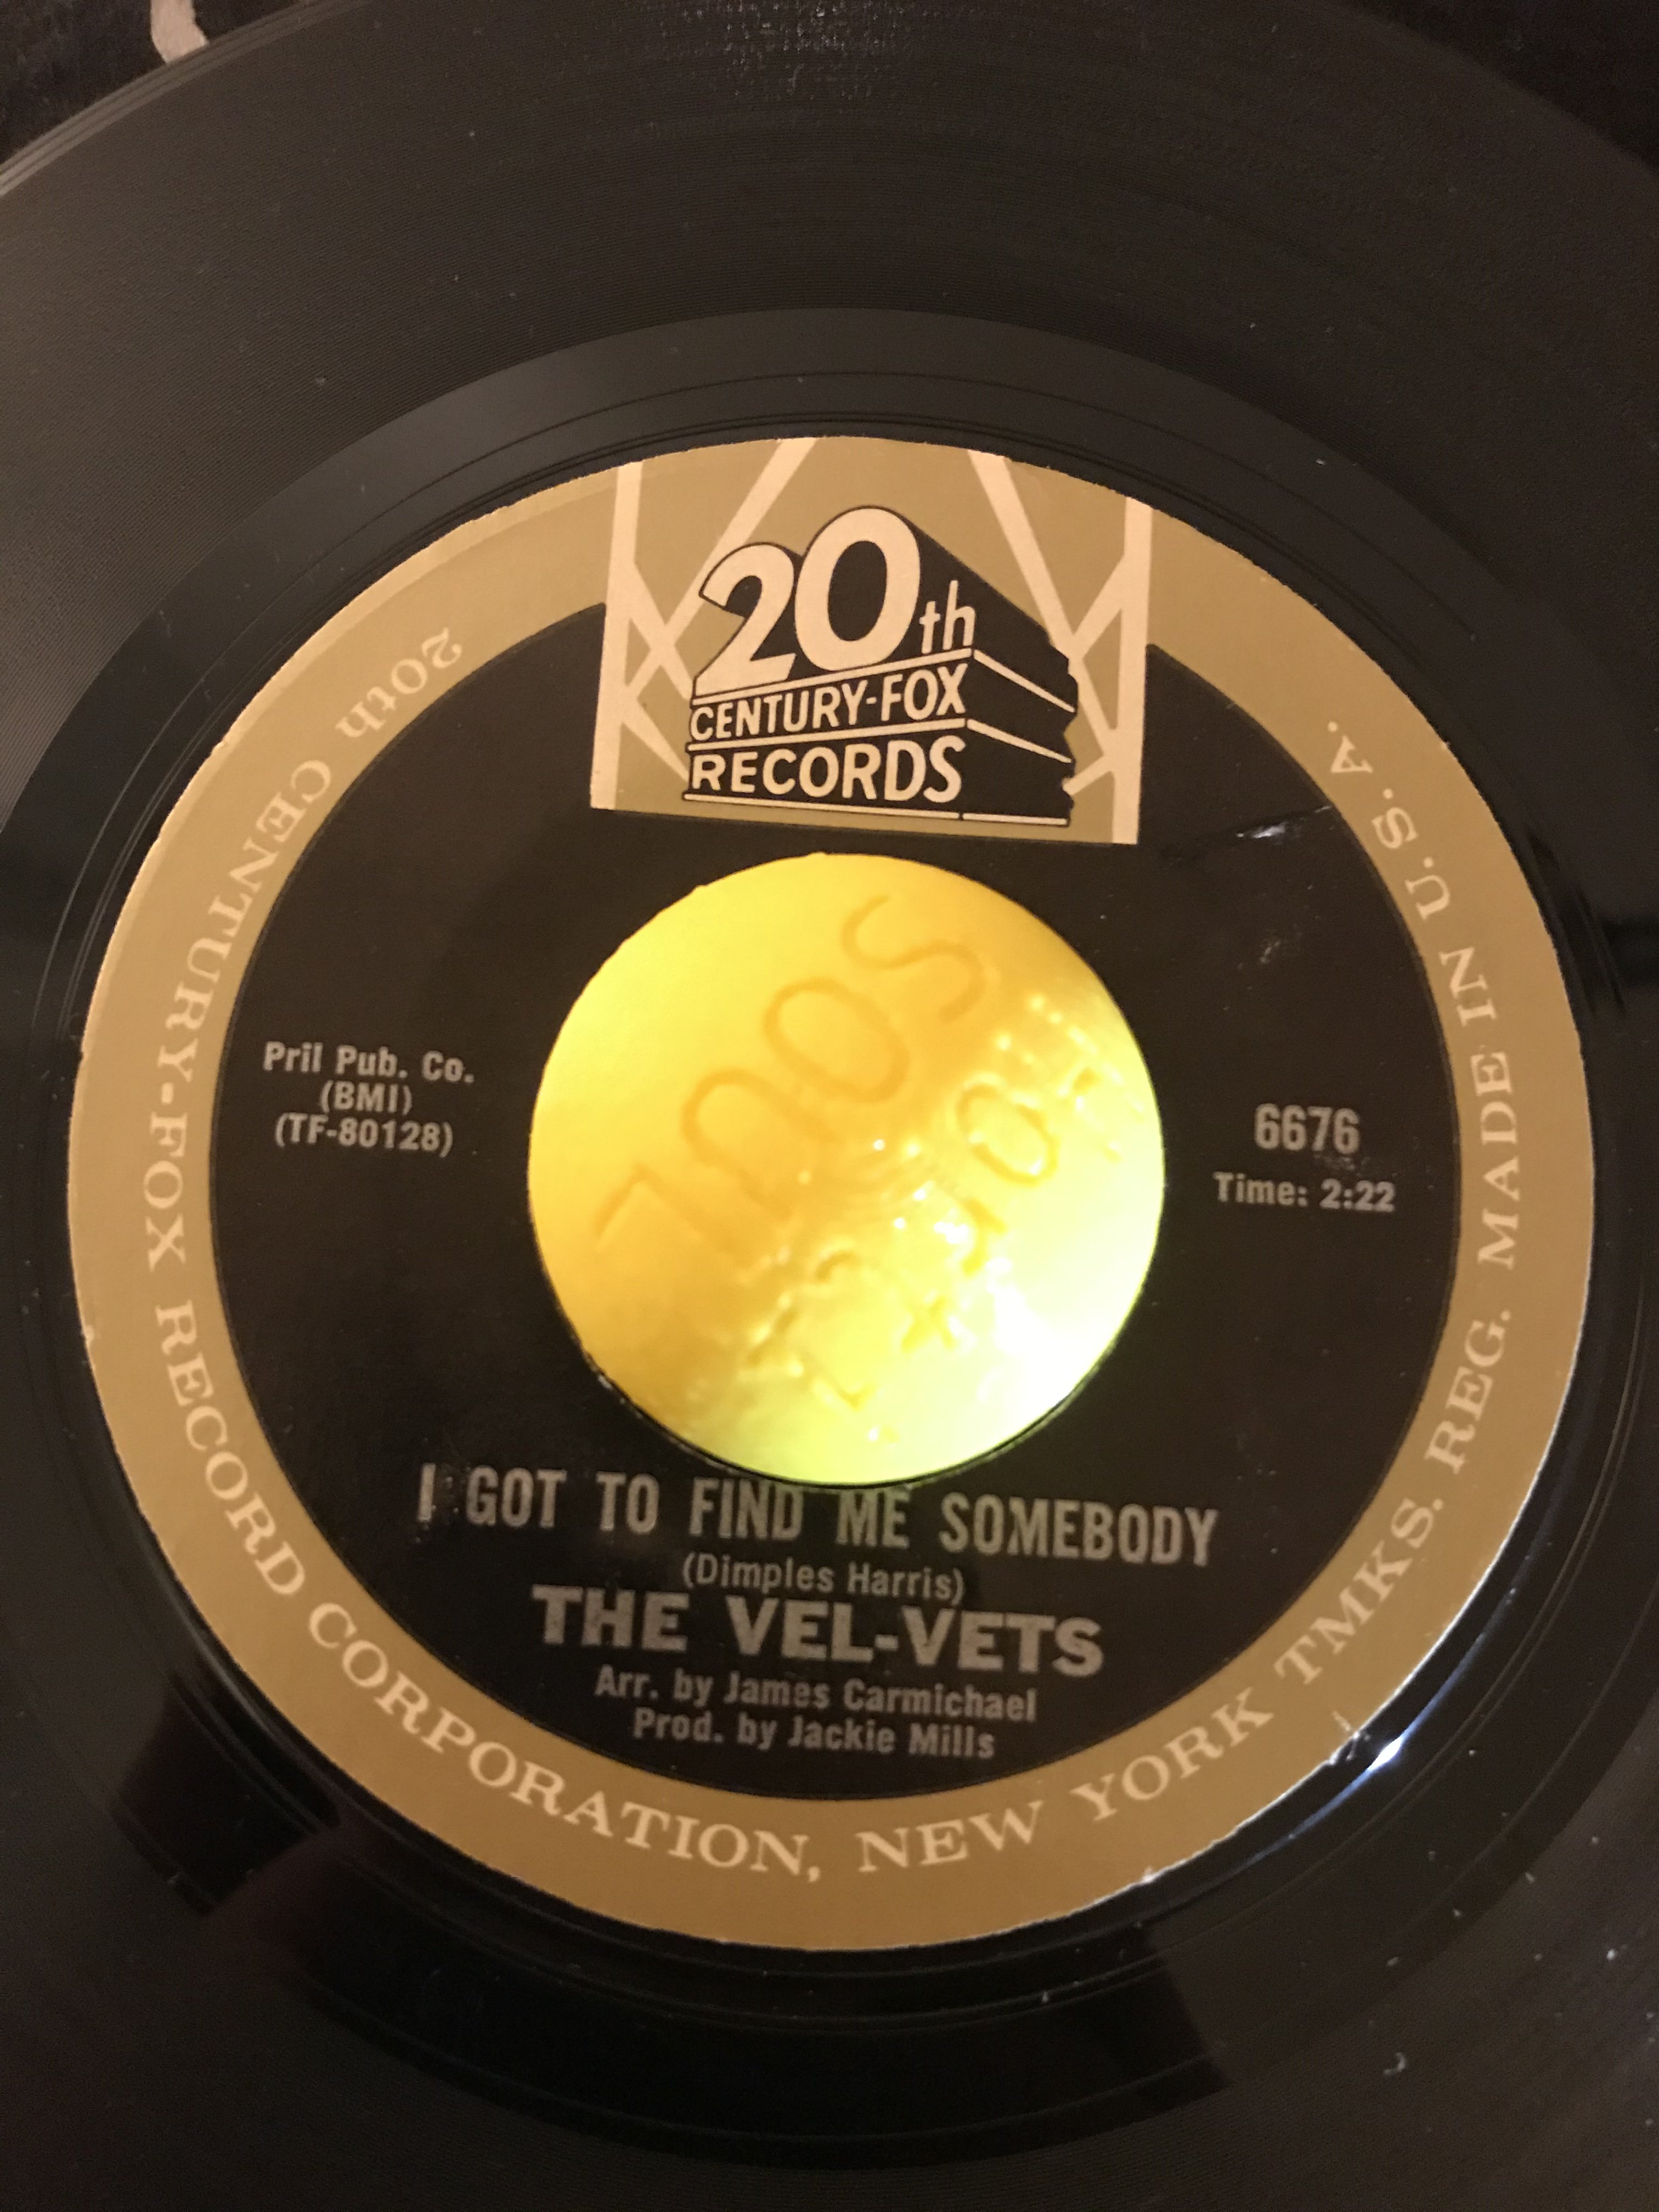 20th
CENTURY-FOX
RECORDS
SOUL
Pril Pub. Co.
(BMI)
(TF-80128)
6676
Time: 2:22
I GOT TO FIND ME SOMEBODY
(Dimples Harris)
THE VEL-VETS
Arr. by James Carmichael
Prod. by Jackie Mills
20th CENTURY-FOX RECORD CORPORATION, NEW YORK TMKS. REG. MADE IN U.S.A.